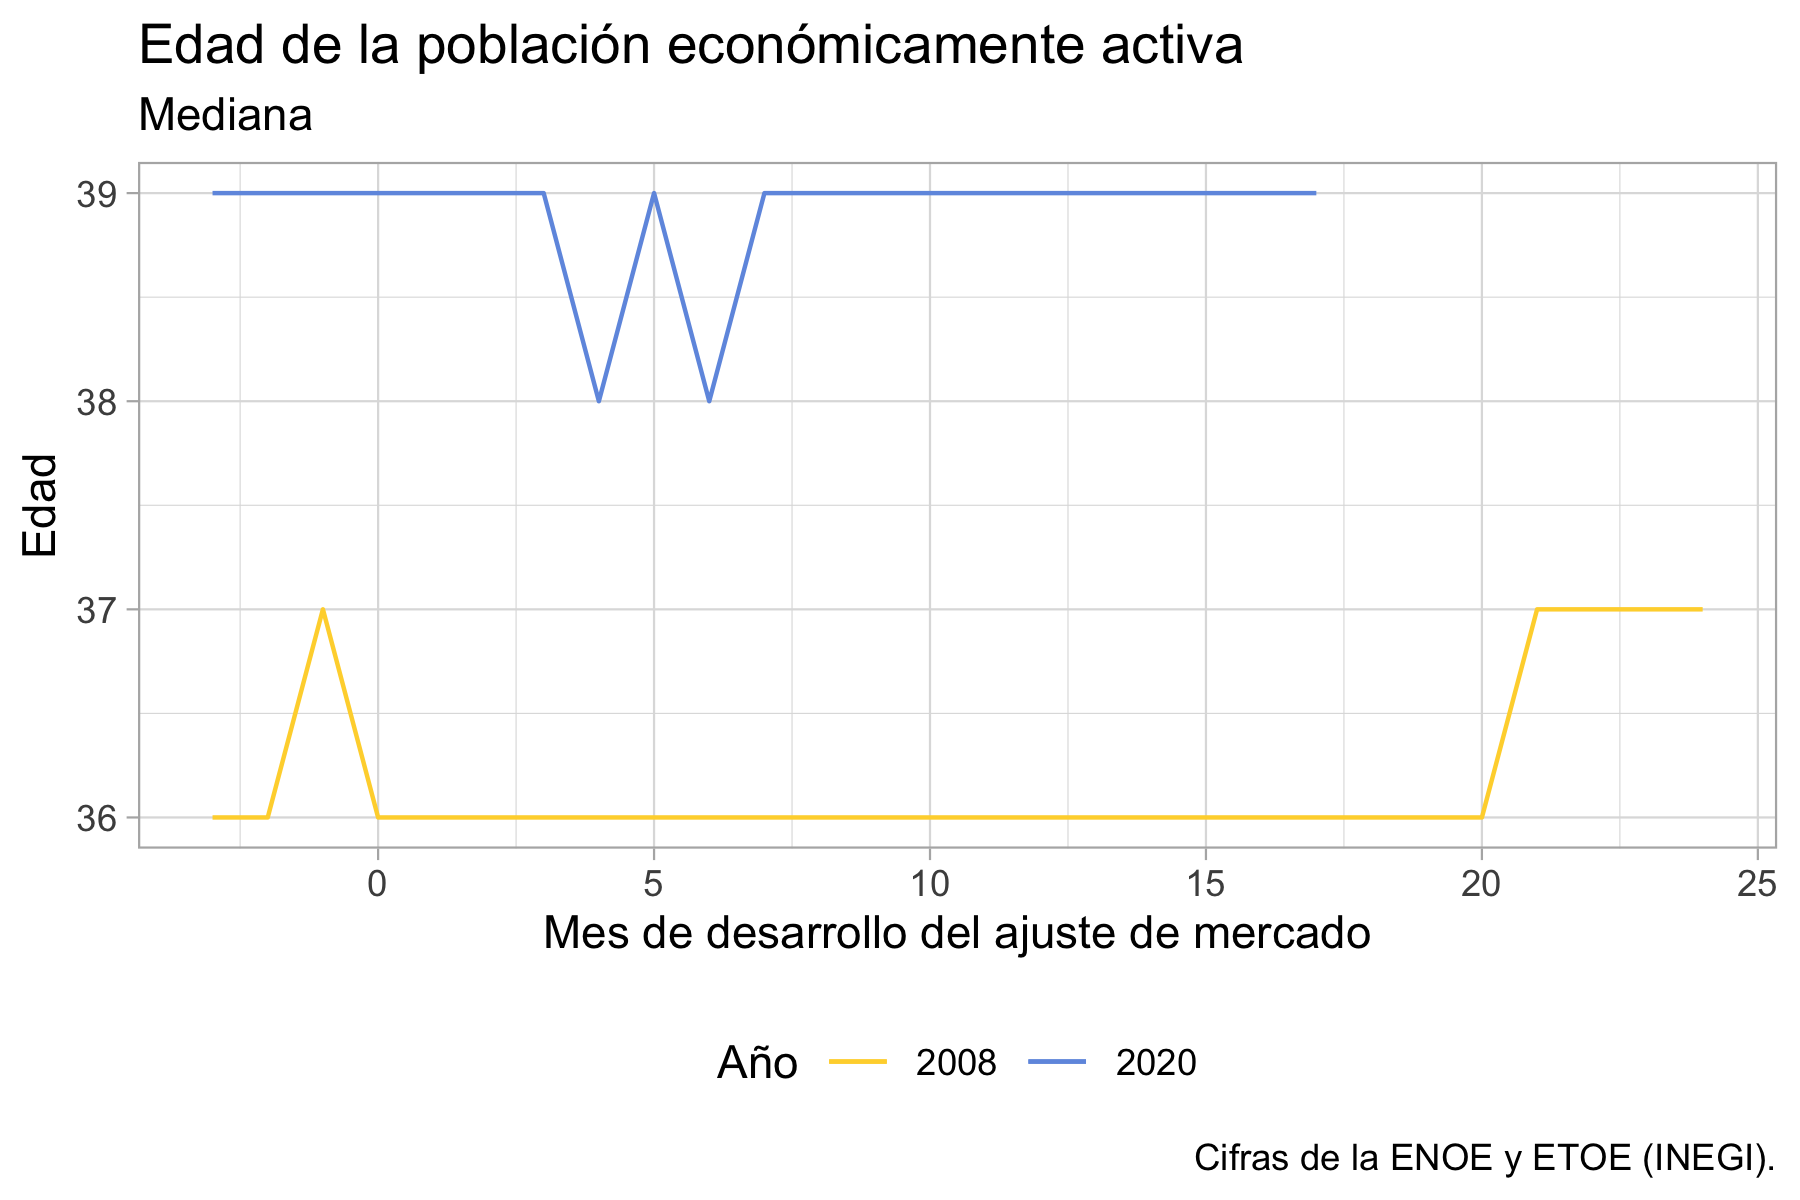 Edad de la población económicamente activa
Mediana
39
38
37
36
Edad
0 5 10 15 20 25
Mes de desarrollo del ajuste de mercado
Año 2008 2020
Cifras de la ENOE y ETOE (INEGI).